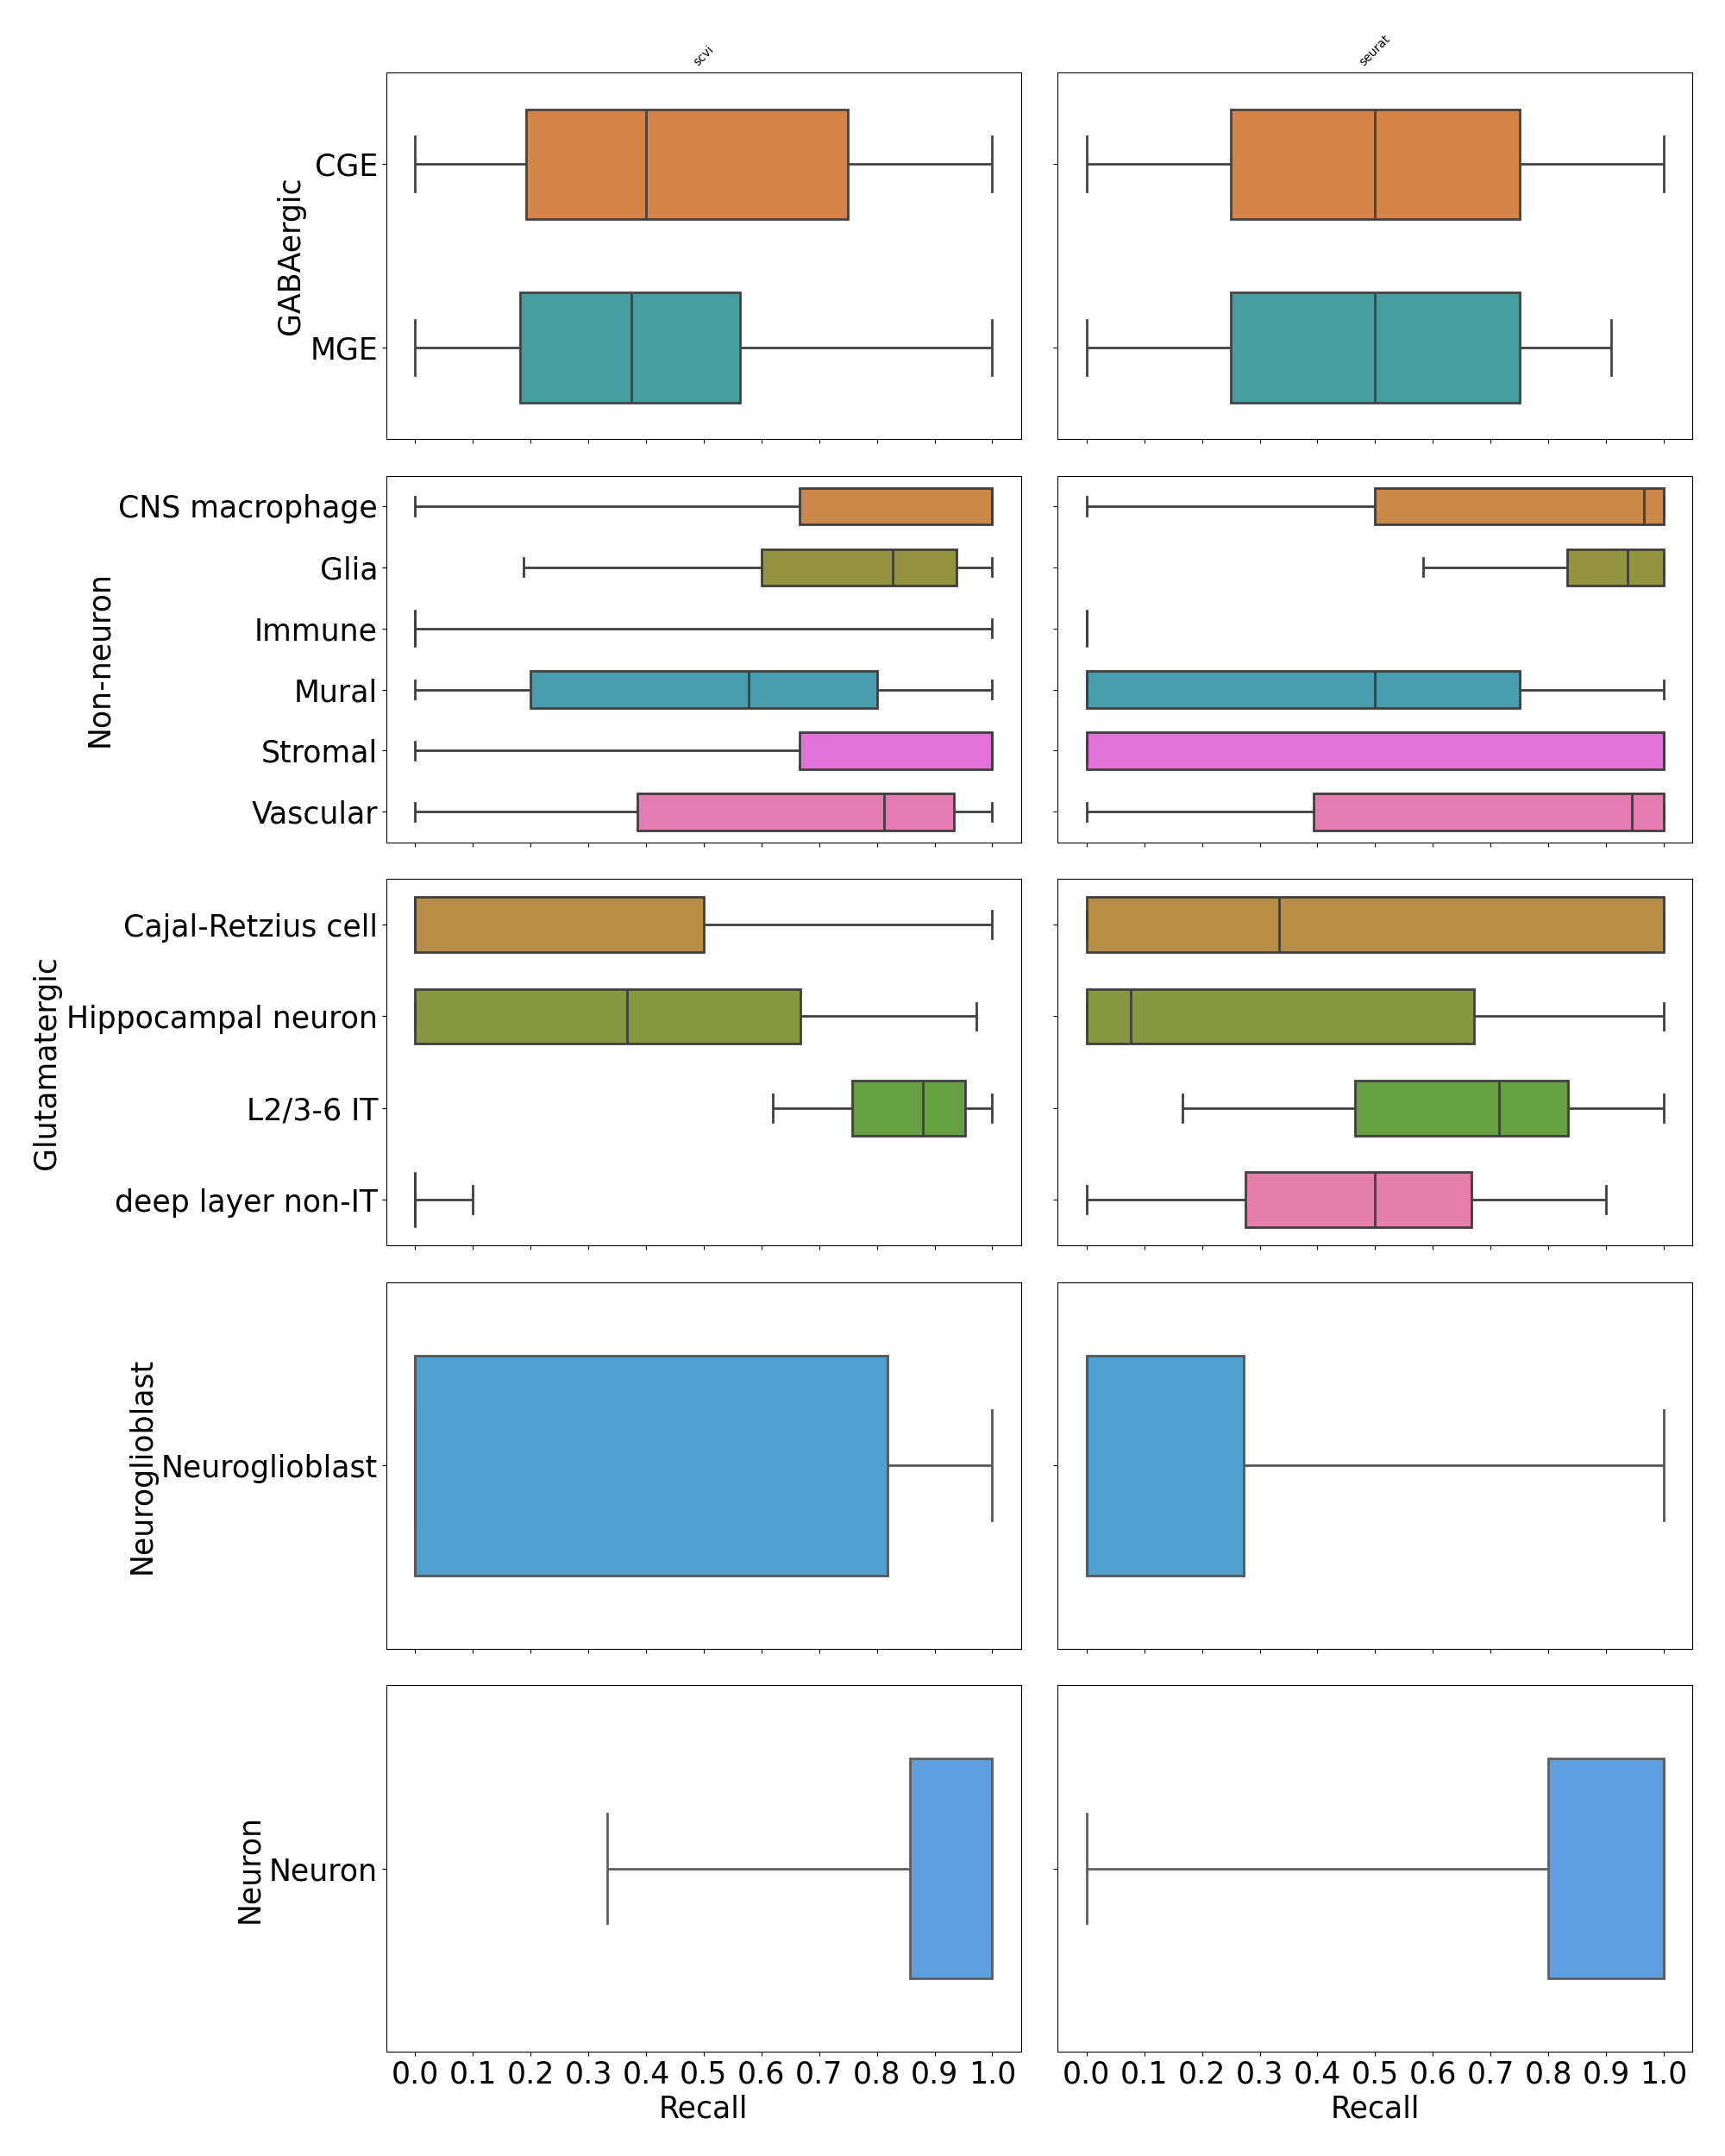 scvi
seurat
GABAergic
CGE
MGE
Non-neuron
CNS macrophage
Glia
Immune
Mural
Stromal
Vascular
Glutamatergic
Cajal-Retzius cell
Hippocampal neuron
L2/3-6 IT
deep layer non-IT
Neuroglioblast
Neuroglioblast
Neuron
Neuron
0.0 0.1 0.2 0.3 0.4 0.5 0.6 0.7 0.8 0.9 1.0
0.0 0.1 0.2 0.3 0.4 0.5 0.6 0.7 0.8 0.9 1.0
Recall
Recall